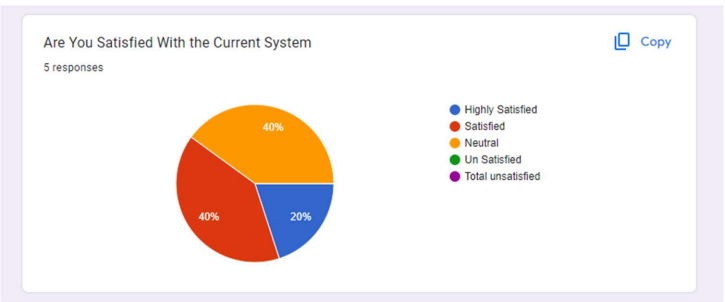 Are You Satisfied With the Current System
Copy
5 responses
40%
40%
20%
Highly Satisfied
Satisfied
Neutral
Un Satisfied
Total unsatisfied